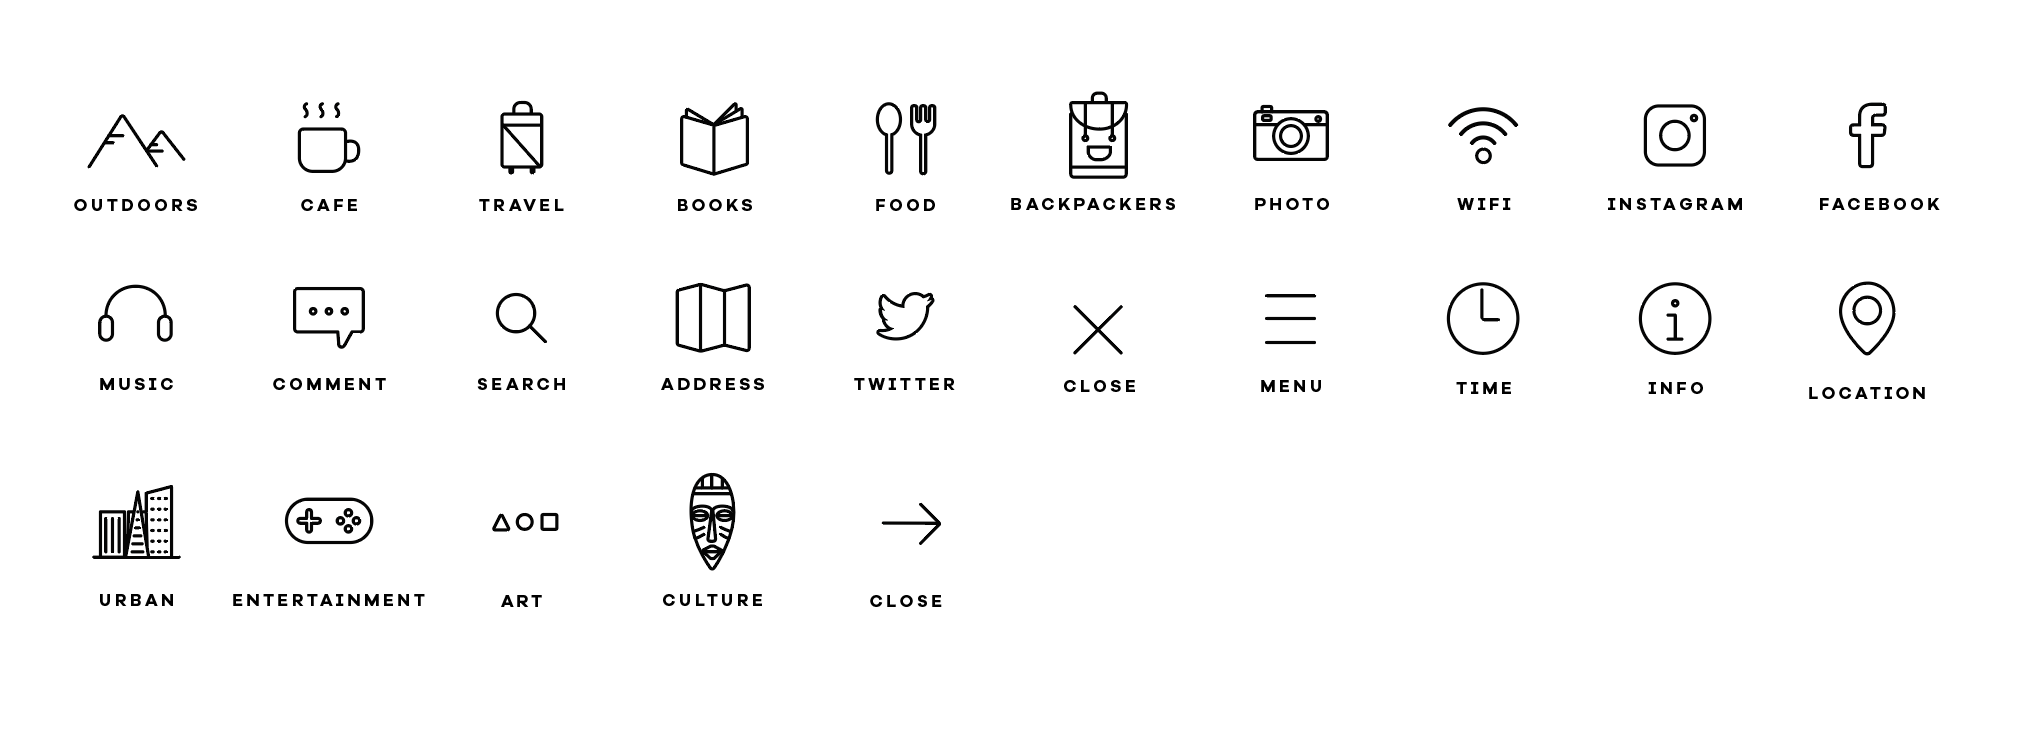 OUTDOORS CAFE TRAVEL BOOKS FOOD BACKPACKERS PHOTO WIFI INSTAGRAM FACEBOOK
MUSIC COMMENT SEARCH ADDRESS TWITTER CLOSE MENU TIME INFO LOCATION
URBAN ENTERTAINMENT ART CULTURE CLOSE